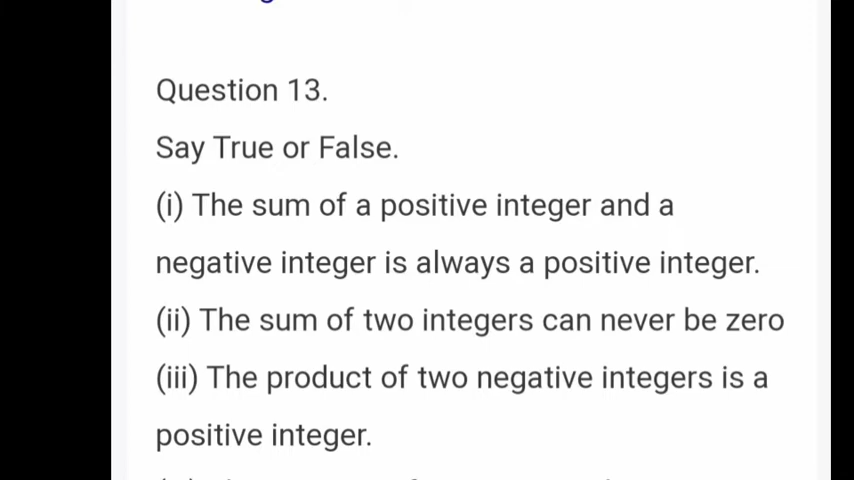 Question 13.
Say True or False.
(i) The sum of a positive integer and a
negative integer is always a positive integer.
(ii) The sum of two integers can never be zero
(iii) The product of two negative integers is a
positive integer.